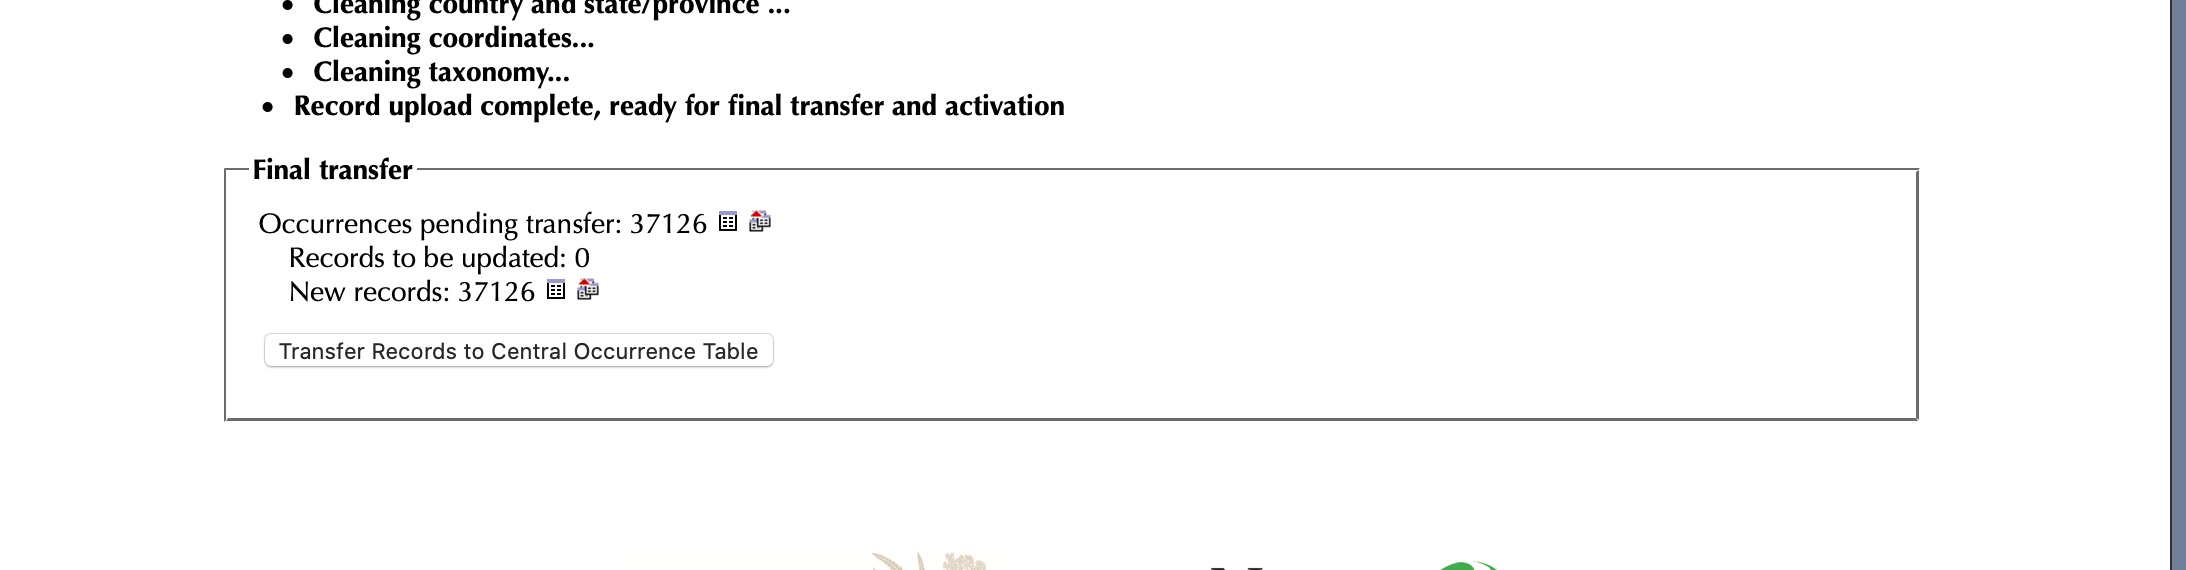 Cleaning country and state/province ...
Cleaning coordinates...
Cleaning taxonomy...
Record upload complete, ready for final transfer and activation
Final transfer
Occurrences pending transfer: 37126
Records to be updated: 0
New records: 37126
Transfer Records to Central Occurrence Table